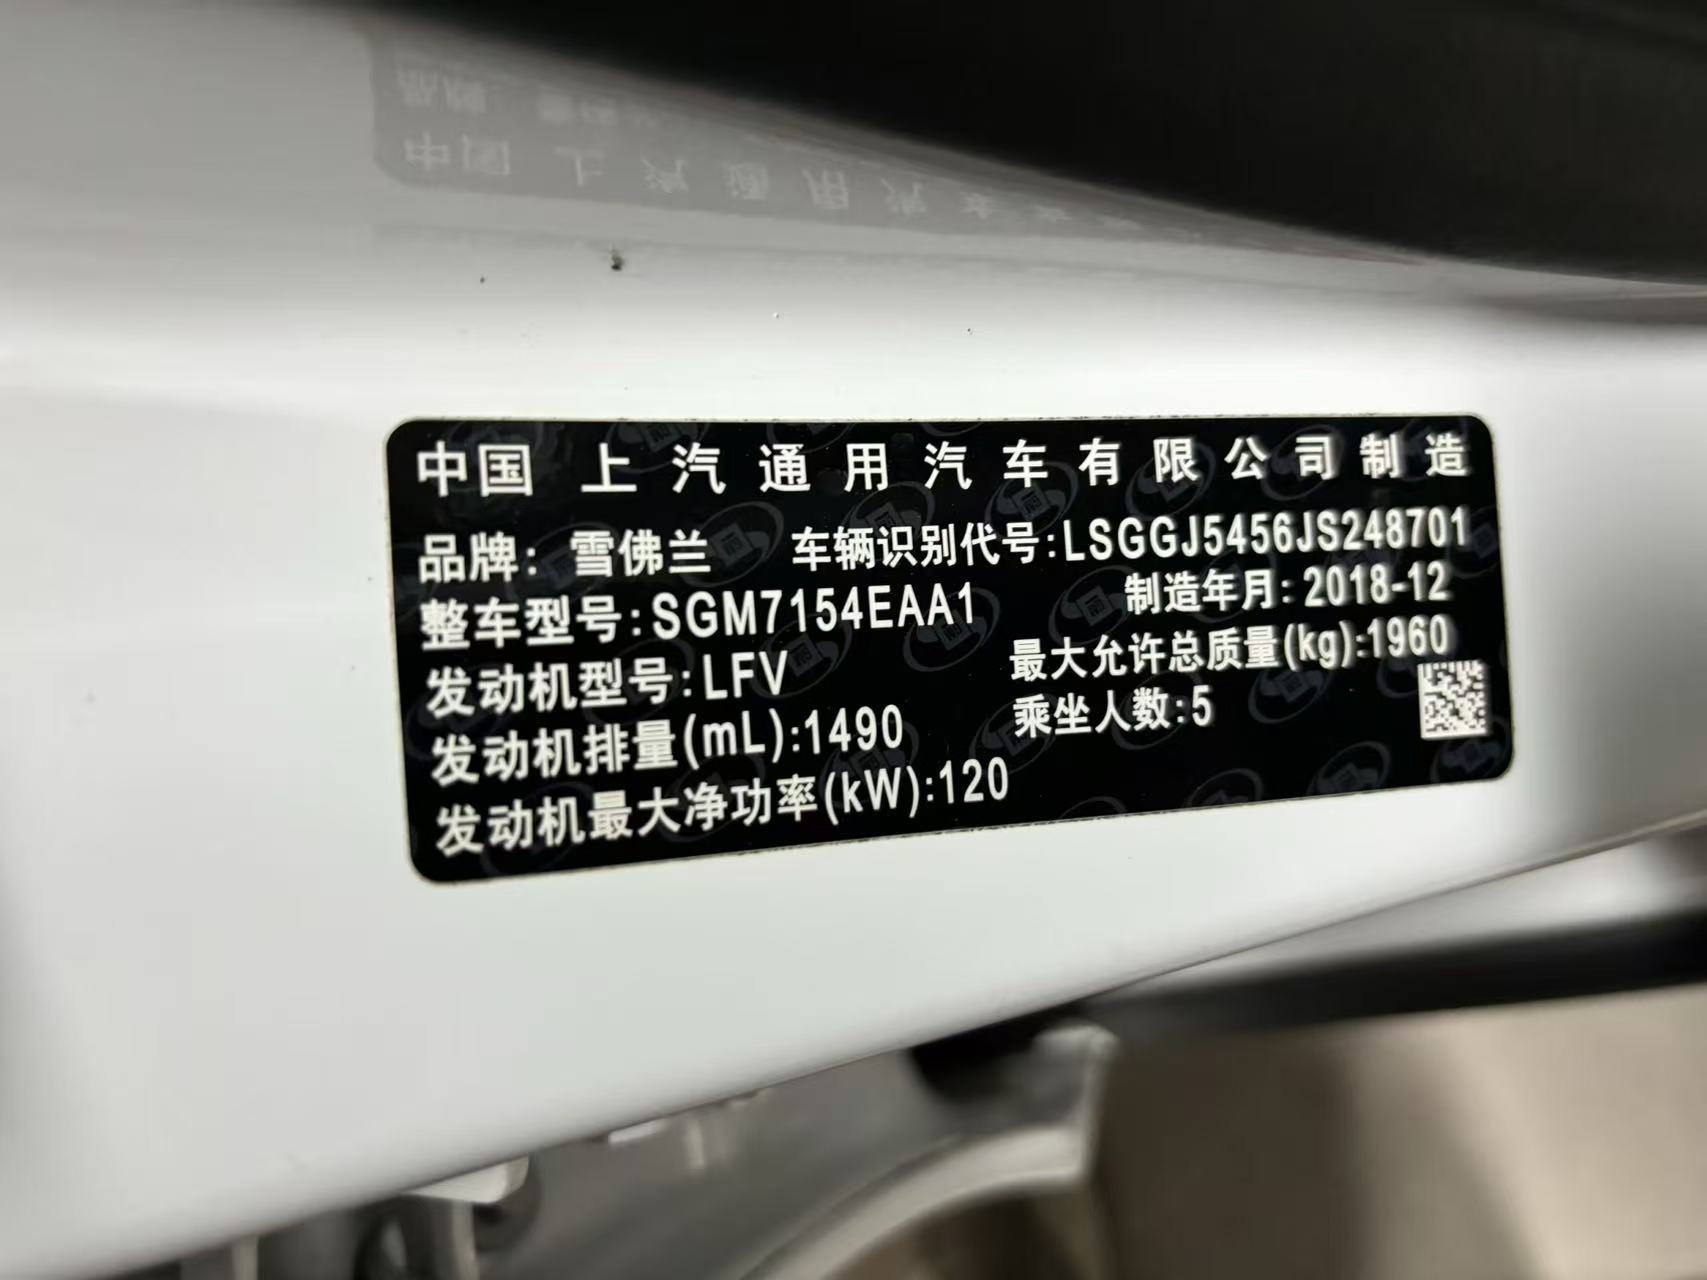 中国 上汽通用汽车有限公司制造
品牌：雪佛兰 车辆识别代号:LSGGJ5456JS248701
整车型号:SGM7154EAA1 制造年月:2018-12
发动机型号:LFV 最大允许总质量(kg):1960
发动机排量(mL):1490 乘坐人数:5
发动机最大净功率(kW):120